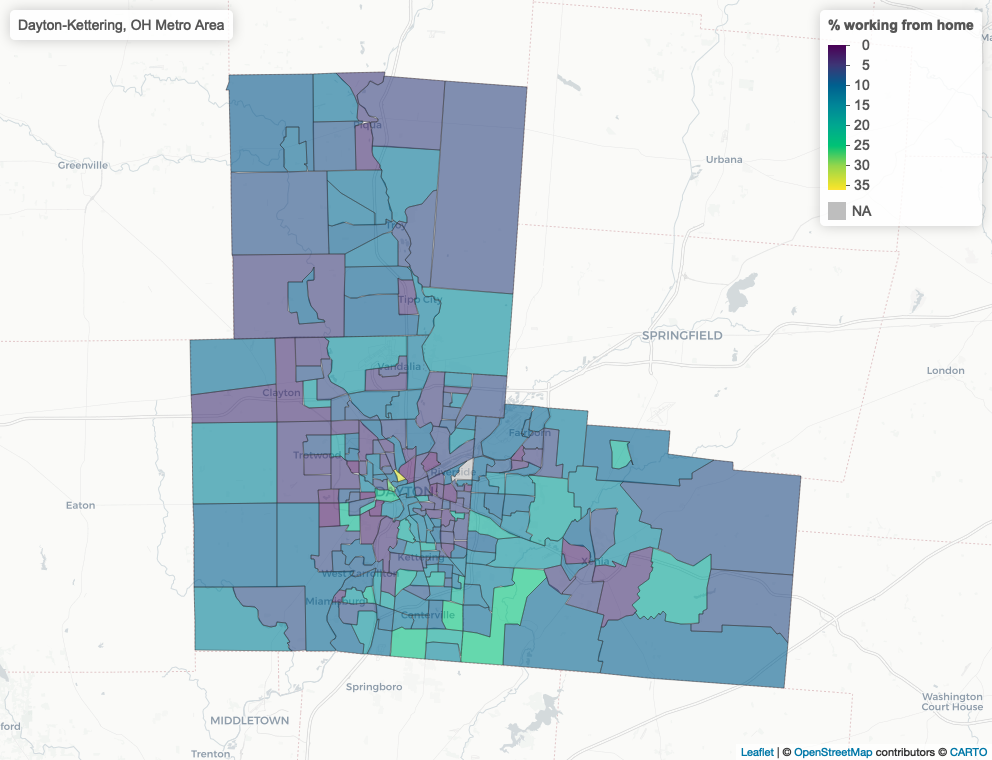 Dayton-Kettering, OH Metro Area
% working from home
0
5
10
15
20
25
30
35
NA
Piqua
Greenville
Urbana
Troy
Tipp City
SPRINGFIELD
Vandalia
London
Clayton
Fairborn
Trotwood
Riverside
DAYTON
Eaton
Kettering
Xenia
West Carrollton
Miamisburg
Centerville
Springboro
Washington
Court House
MIDDLETOWN
Trenton
Leaflet | © OpenStreetMap contributors © CARTO